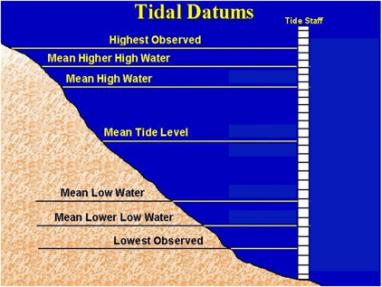 Tidal Datums
Tide Staff
Highest Observed
Mean Higher High Water
Mean High Water
Mean Tide Level
Mean Low Water
Mean Lower Low Water
Lowest Observed